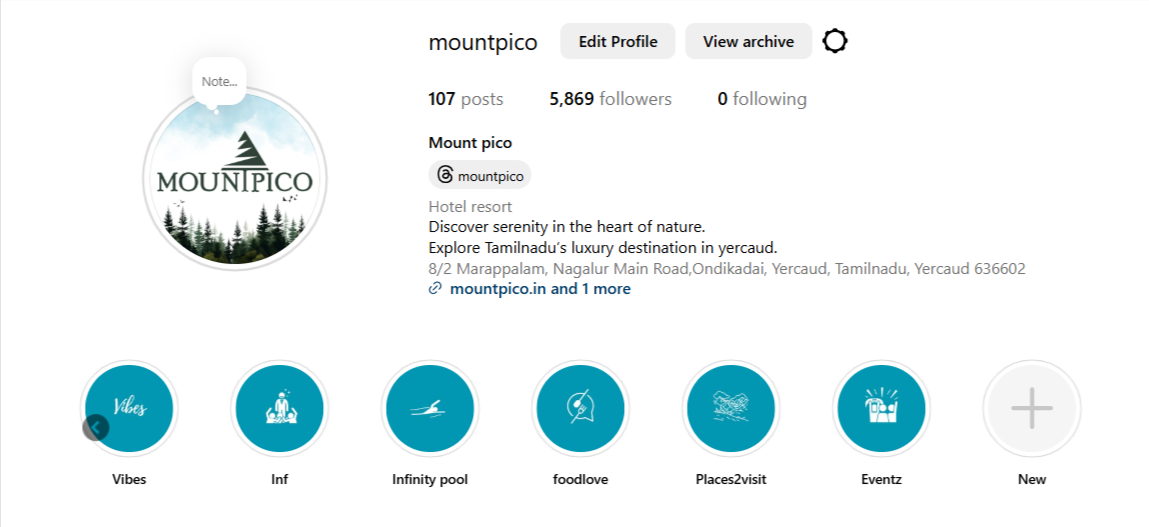 mountpico
Edit Profile
View archive
Note...
107 posts
5,869 followers
0 following
MOUNTPICO
Mount pico
mountpico
Hotel resort
Discover serenity in the heart of nature.
Explore Tamilnadu's luxury destination in yercaud.
8/2 Marappalam, Nagalur Main Road,Ondikadai, Yercaud, Tamilnadu, Yercaud 636602
mountpico.in and 1 more
Vibes
Vibes
Inf
Infinity pool
foodlove
Places2visit
Eventz
New